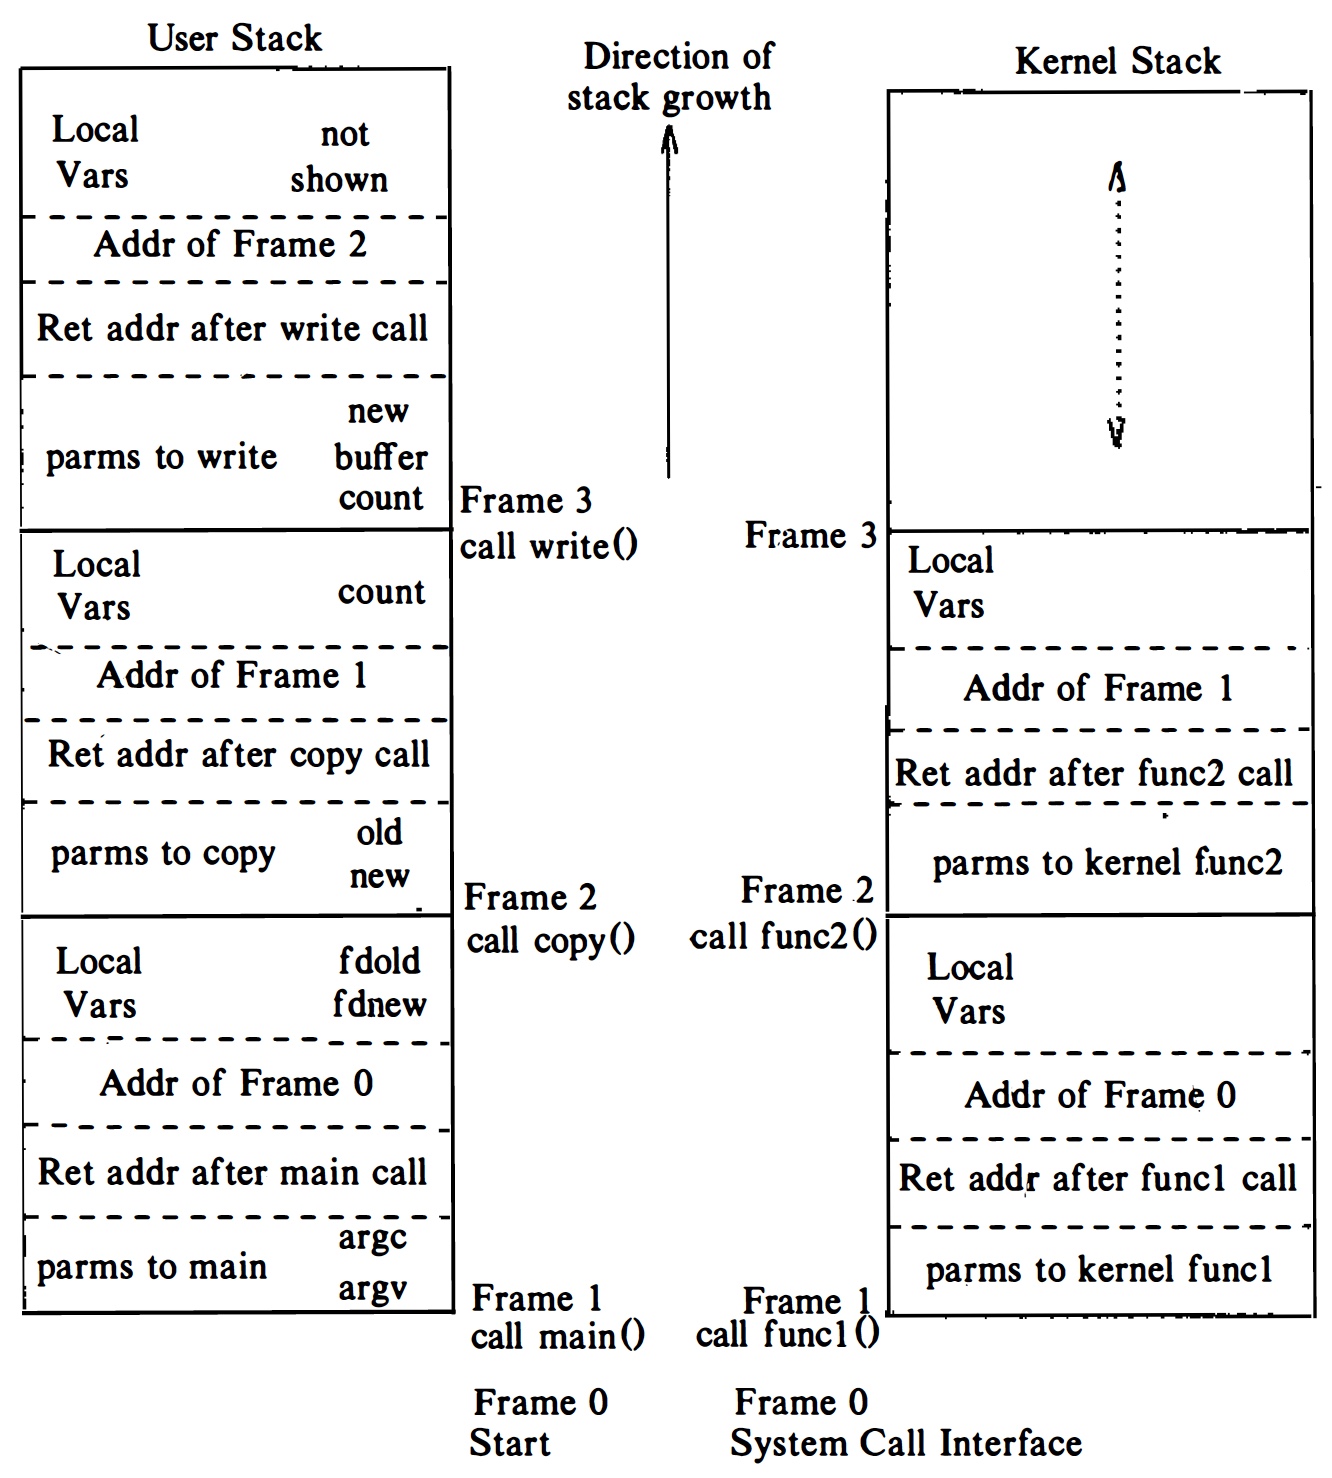 User Stack
Local
Vars
not
shown
Addr of Frame 2
Ret addr after write call
parms to write
new
buffer
count
Frame 3
call write()
Local
Vars
count
Addr of Frame 1
Ret addr after copy call
parms to copy
old
new
Frame 2
call copy()
Local
Vars
fdold
fdnew
Addr of Frame 0
Ret addr after main call
parms to main
argc
argv
Frame 1
call main()
Frame 0
Start
Direction of
stack growth
Kernel Stack
Frame 3
Local
Vars
Addr of Frame 1
Ret addr after func2 call
parms to kernel func2
Frame 2
call func2()
Local
Vars
Addr of Frame 0
Ret addr after func1 call
parms to kernel func1
Frame 1
call func1()
Frame 0
System Call Interface